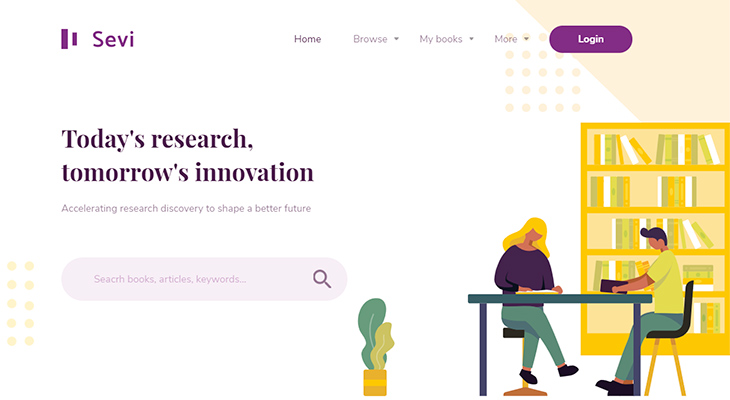 Sevi
Home Browse My books More Login
Today's research,
tomorrow's innovation
Accelerating research discovery to shape a better future
Seacrh books, articles, keywords...